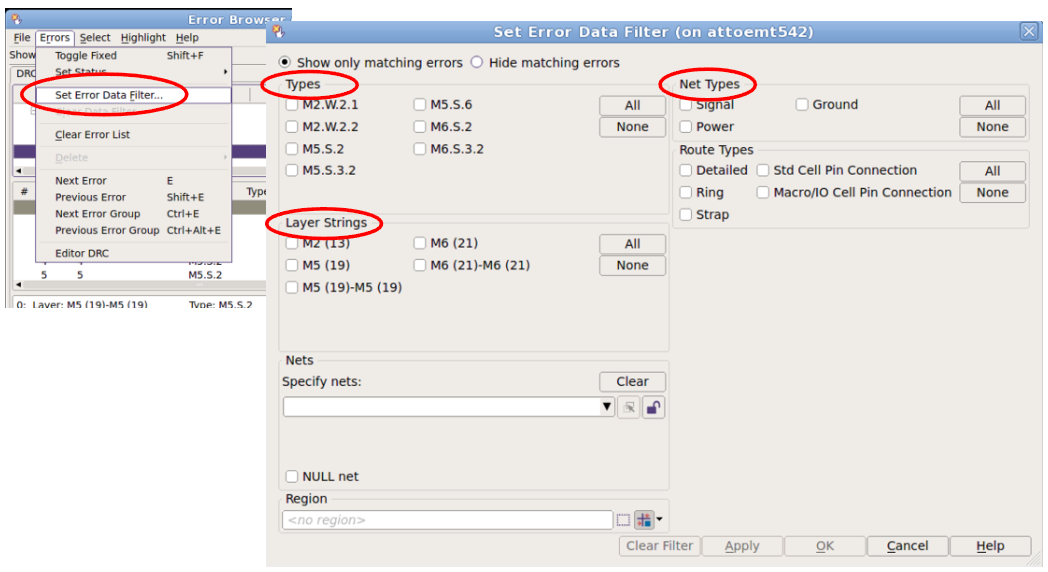 Error Browser
File Errors Select Highlight Help
Show
DRC
Toggle Fixed Shift+F
Set Status
Set Error Data Filter...
Clear Data Filter
Clear Error List
Delete
Next Error E
Previous Error Shift+E
Next Error Group Ctrl+E
Previous Error Group Ctrl+Alt+E
Editor DRC
# Type
4 4 M5.S.2
5 5 M5.S.2
0: Layer: M5 (19)-M5 (19) Type: M5.S.2
Set Error Data Filter (on attoemt542)
Show only matching errors Hide matching errors
Types
M2.W.2.1 M5.S.6 All
M2.W.2.2 M6.S.2 None
M5.S.2 M6.S.3.2
M5.S.3.2
Layer Strings
M2 (13) M6 (21) All
M5 (19) M6 (21)-M6 (21) None
M5 (19)-M5 (19)
Nets
Specify nets: Clear
NULL net
Region
<no region>
Net Types
Signal Ground All
Power None
Route Types
Detailed Std Cell Pin Connection All
Ring Macro/IO Cell Pin Connection None
Strap
Clear Filter Apply OK Cancel Help